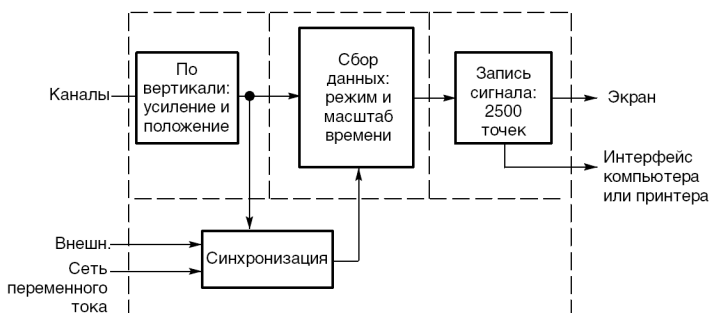 Каналы
По
вертикали:
усиление и
положение
Сбор
данных:
режим и
масштаб
времени
Запись
сигнала:
2500
точек
Экран
Интерфейс
компьютера
или принтера
Внешн.
Сеть
переменного
тока
Синхронизация